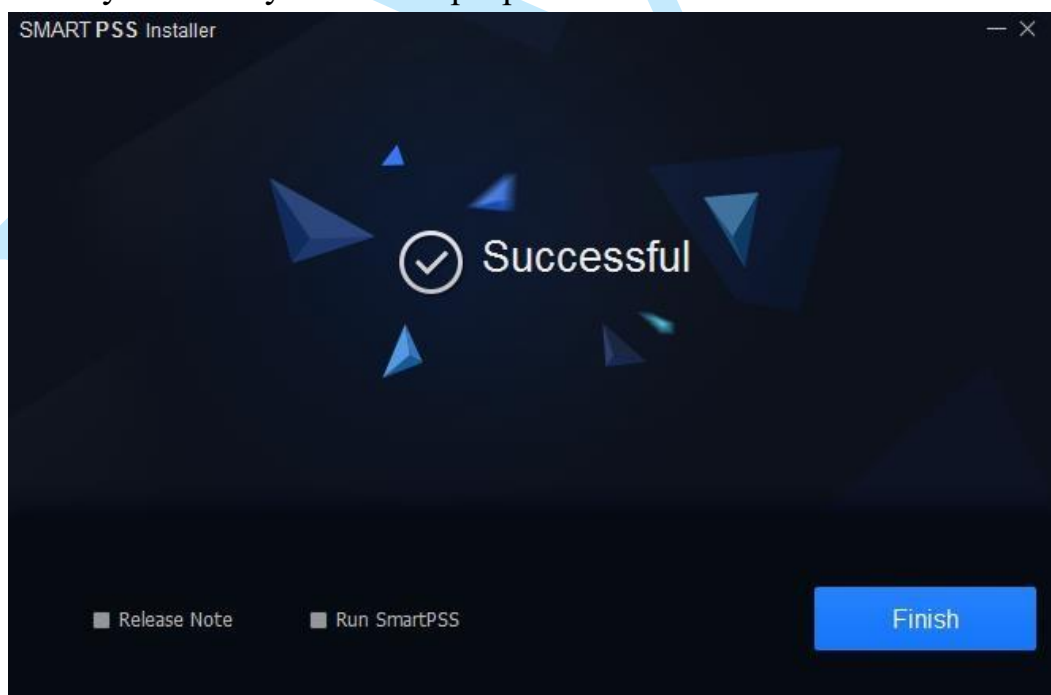 SMART PSS Installer
Successful
Release Note
Run SmartPSS
Finish